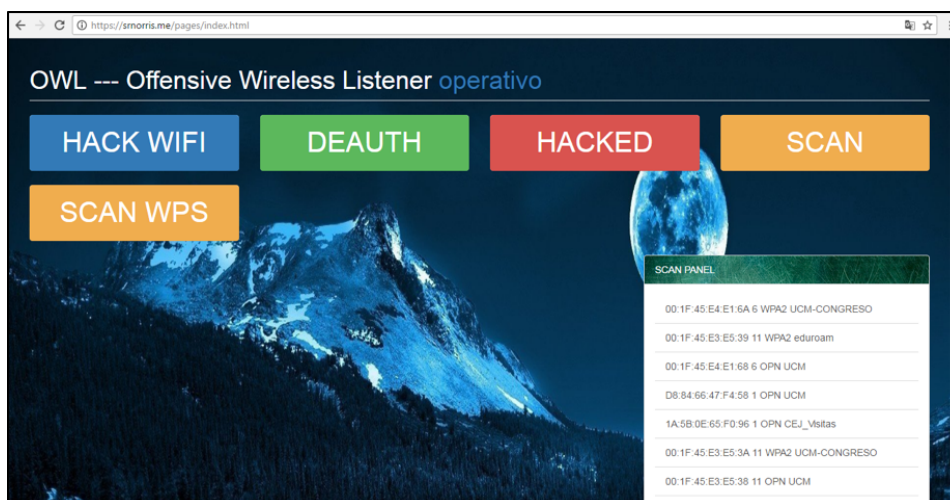 https://srnorris.me/pages/index.html
OWL --- Offensive Wireless Listener operativo
HACK WIFI
DEAUTH
HACKED
SCAN
SCAN WPS
SCAN PANEL
00:1F:45:E4:E1:6A 6 WPA2 UCM-CONGRESO
00:1F:45:E3:E5:39 11 WPA2 eduroam
00:1F:45:E4:E1:68 6 OPN UCM
D8:84:66:47:F4:58 1 OPN UCM
1A:5B:0E:65:F0:96 1 OPN CEJ_Visitas
00:1F:45:E3:E5:3A 11 WPA2 UCM-CONGRESO
00:1F:45:E3:E5:38 11 OPN UCM